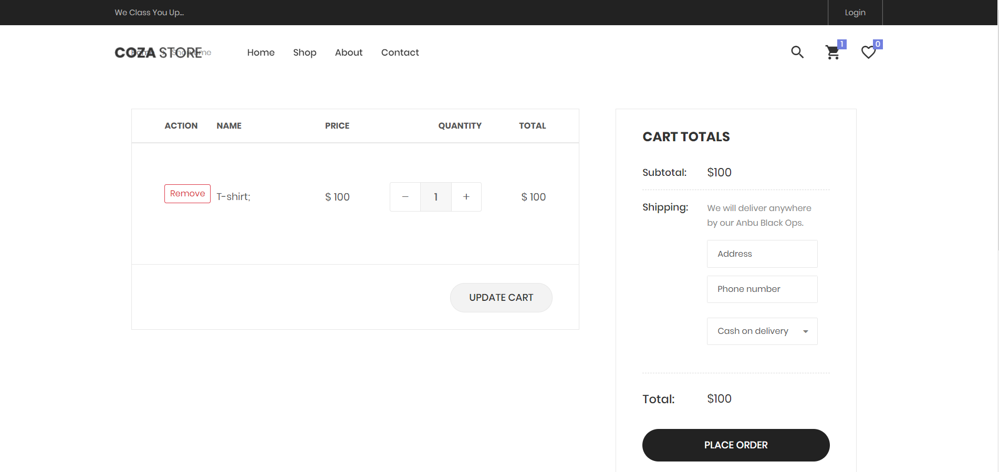 We Class You Up...
Login
COZA STORE
Home
Home Shop About Contact
1
0
ACTION NAME PRICE QUANTITY TOTAL
Remove T-shirt; $ 100 − 1 + $ 100
UPDATE CART
CART TOTALS
Subtotal: $100
Shipping: We will deliver anywhere
by our Anbu Black Ops.
Address
Phone number
Cash on delivery
Total: $100
PLACE ORDER